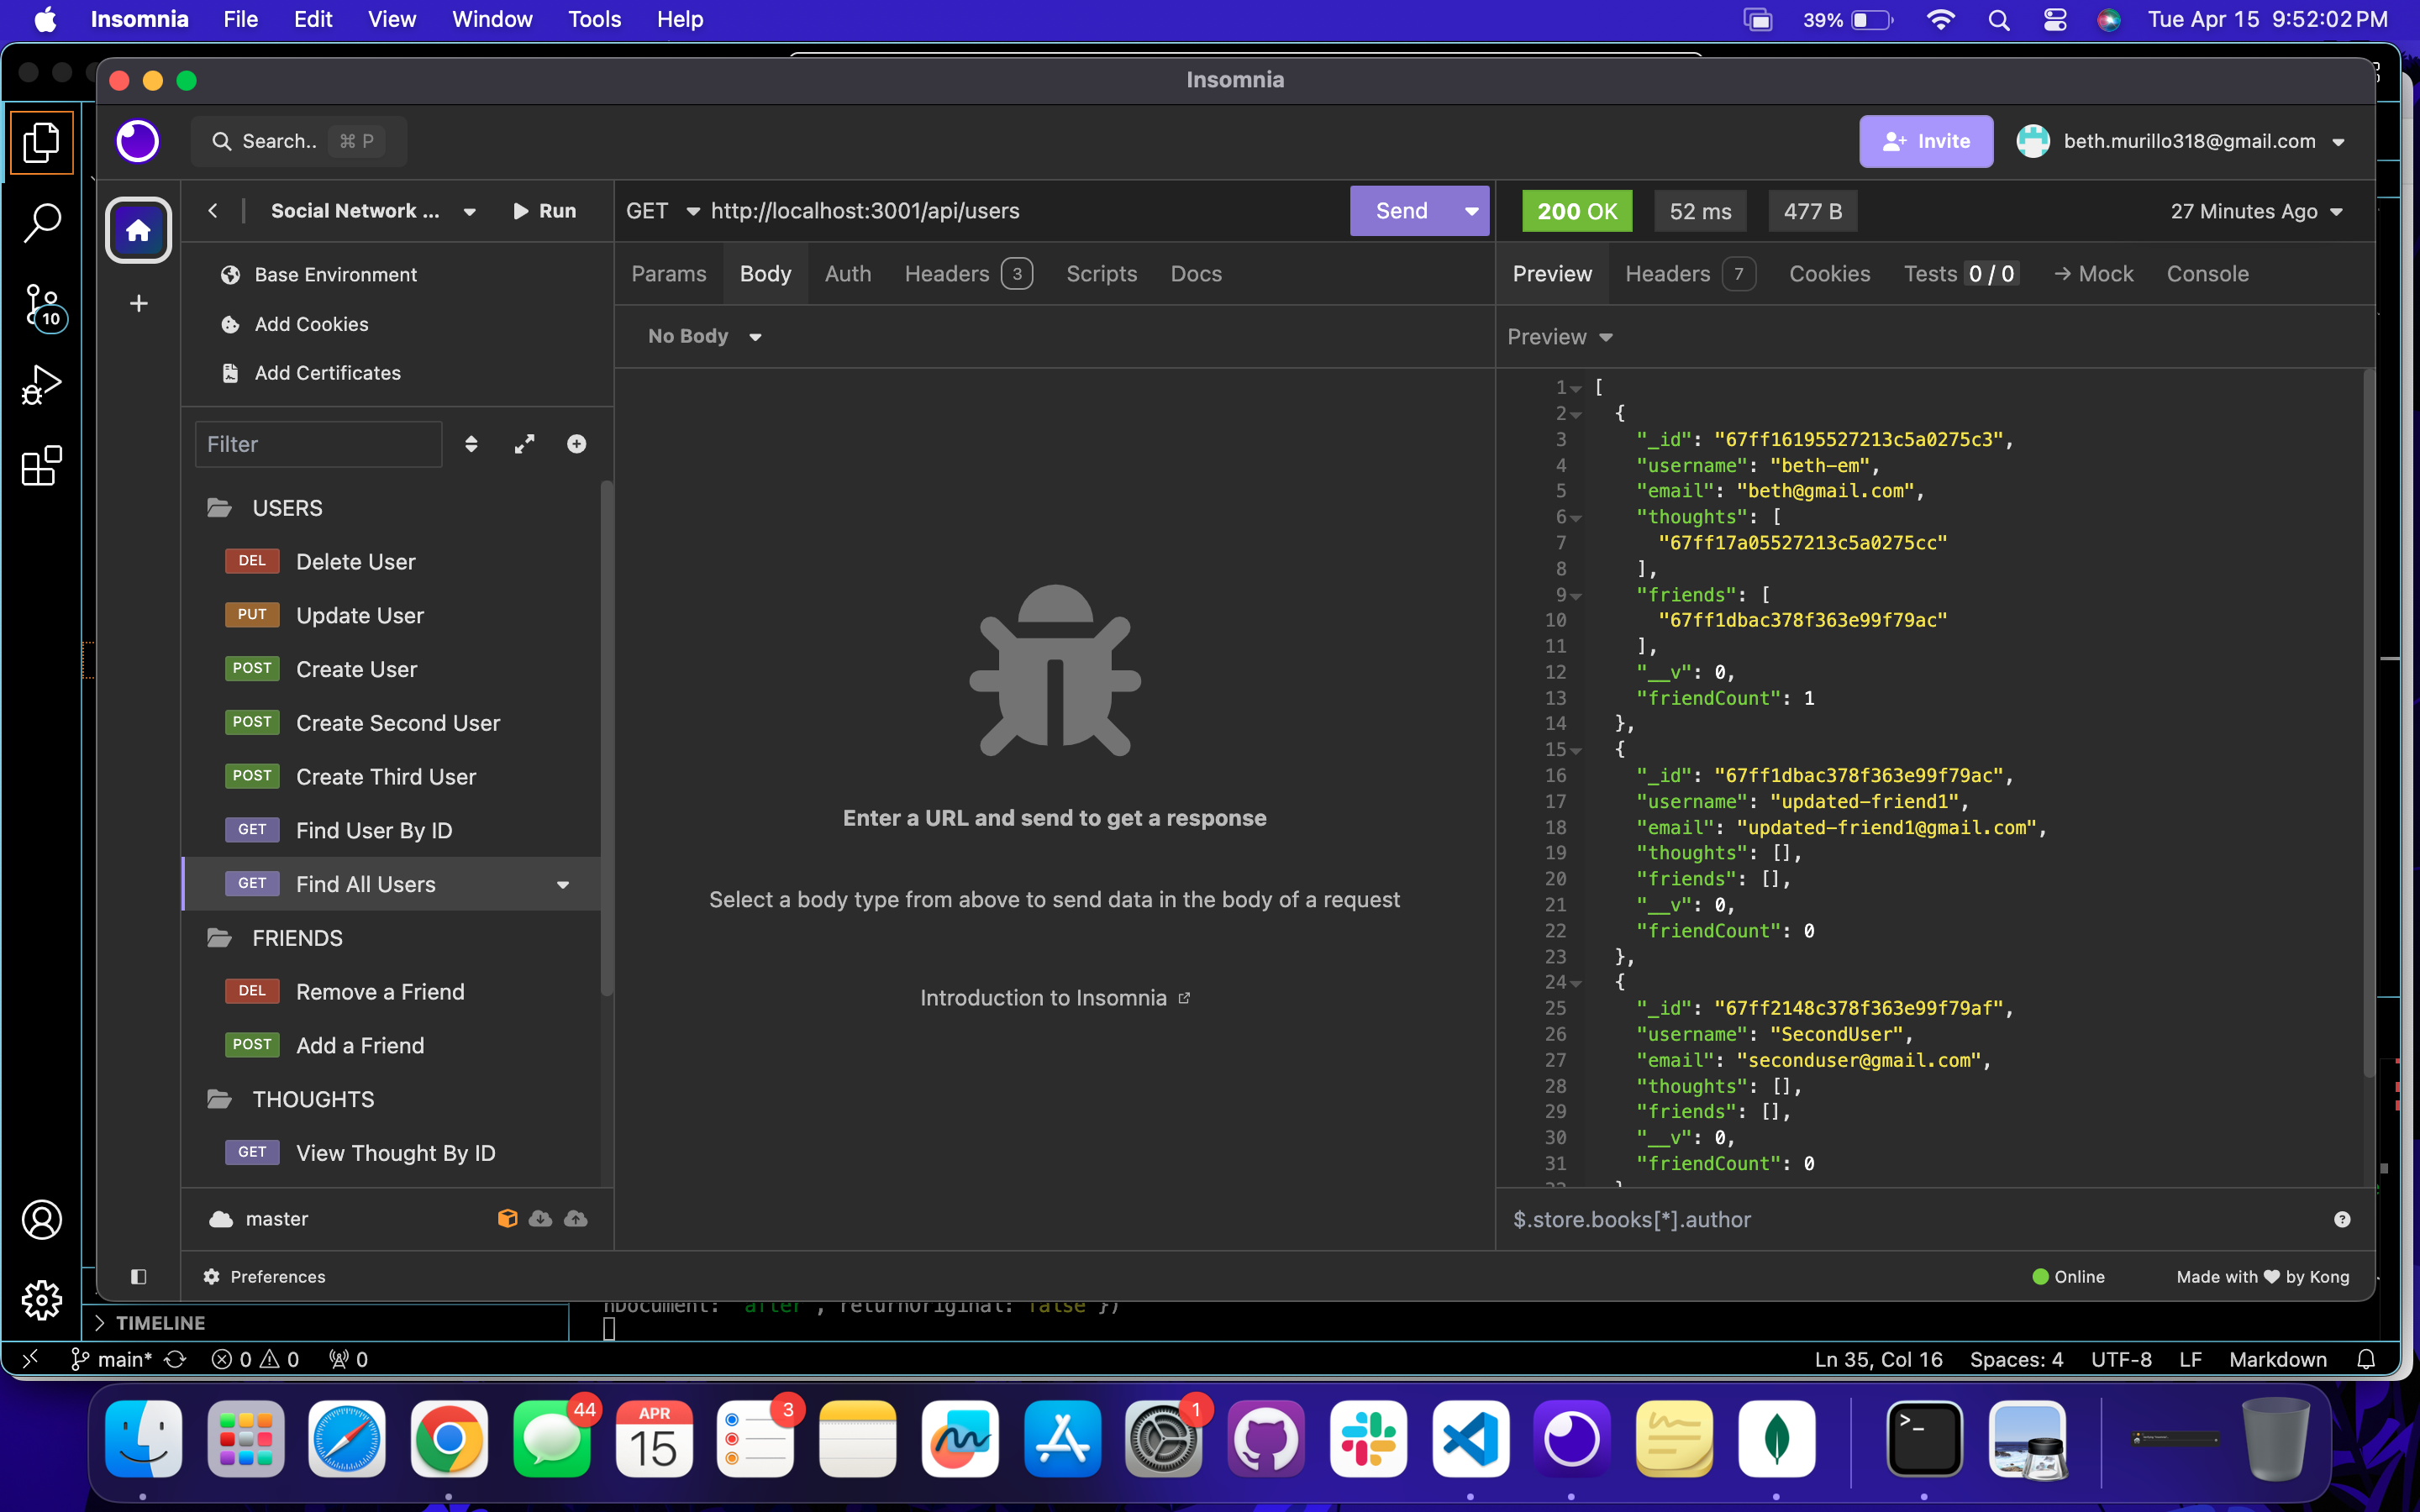 Insomnia File Edit View Window Tools Help 39% Tue Apr 15 9:52:02 PM
Insomnia
Search.. ⌘ P Invite beth.murillo318@gmail.com
Social Network ... Run GET http://localhost:3001/api/users Send 200 OK 52 ms 477 B 27 Minutes Ago
Base Environment
Add Cookies
Add Certificates
Params Body Auth Headers 3 Scripts Docs
Preview Headers 7 Cookies Tests 0 / 0 → Mock Console
10
No Body
Preview
Filter
USERS
DEL Delete User
PUT Update User
POST Create User
POST Create Second User
POST Create Third User
GET Find User By ID
GET Find All Users
FRIENDS
DEL Remove a Friend
POST Add a Friend
THOUGHTS
GET View Thought By ID
master
Enter a URL and send to get a response
Select a body type from above to send data in the body of a request
Introduction to Insomnia
1 [
2 {
3 "_id": "67ff16195527213c5a0275c3",
4 "username": "beth-em",
5 "email": "beth@gmail.com",
6 "thoughts": [
7 "67ff17a05527213c5a0275cc"
8 ],
9 "friends": [
10 "67ff1dbac378f363e99f79ac"
11 ],
12 "__v": 0,
13 "friendCount": 1
14 },
15 {
16 "_id": "67ff1dbac378f363e99f79ac",
17 "username": "updated-friend1",
18 "email": "updated-friend1@gmail.com",
19 "thoughts": [],
20 "friends": [],
21 "__v": 0,
22 "friendCount": 0
23 },
24 {
25 "_id": "67ff2148c378f363e99f79af",
26 "username": "SecondUser",
27 "email": "seconduser@gmail.com",
28 "thoughts": [],
29 "friends": [],
30 "__v": 0,
31 "friendCount": 0
$.store.books[*].author
Preferences Online Made with ♥ by Kong
nDocument: 'after', returnOriginal: false })
TIMELINE
main* 0 0 0 Ln 35, Col 16 Spaces: 4 UTF-8 LF Markdown
44 APR 15 3 1